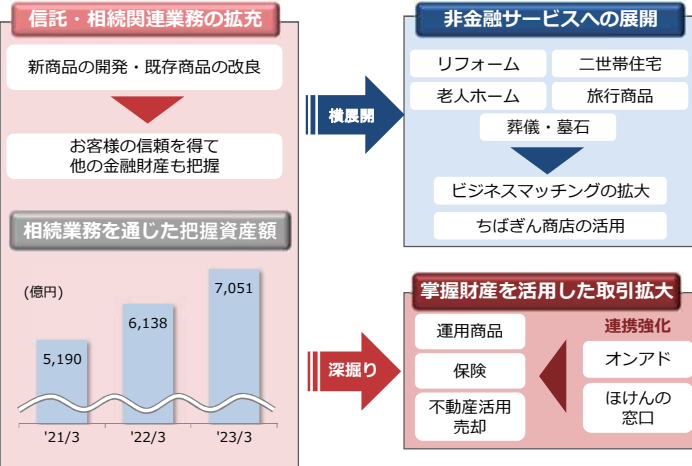 信託・相続関連業務の拡充
新商品の開発・既存商品の改良
お客様の信頼を得て
他の金融財産も把握
相続業務を通じた把握資産額
(億円)
5,190
6,138
7,051
'21/3
'22/3
'23/3
横展開
深掘り
非金融サービスへの展開
リフォーム
二世帯住宅
老人ホーム
旅行商品
葬儀・墓石
ビジネスマッチングの拡大
ちばぎん商店の活用
掌握財産を活用した取引拡大
運用商品
保険
不動産活用
売却
連携強化
オンアド
ほけんの
窓口